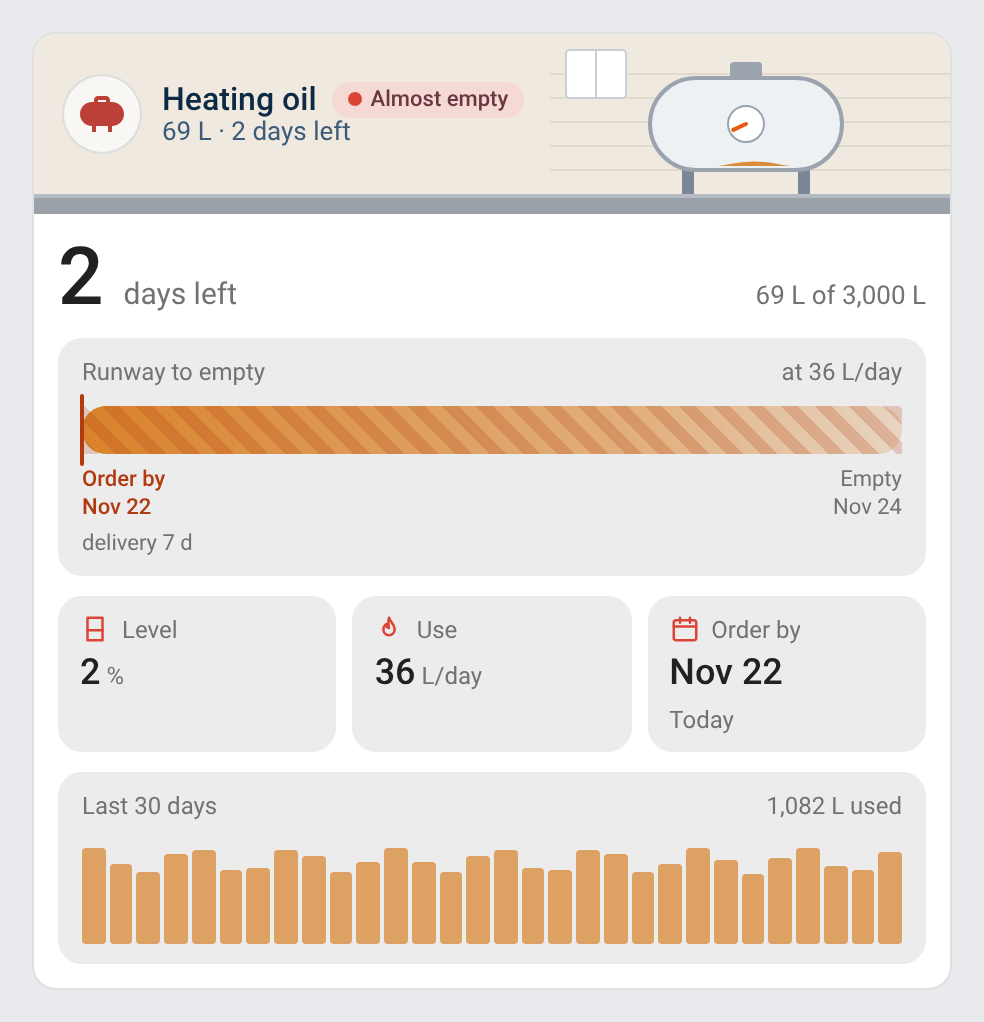 Heating oil
Almost empty
69 L · 2 days left
2 days left
69 L of 3,000 L
Runway to empty
at 36 L/day
Order by
Nov 22
Empty
Nov 24
delivery 7 d
Level
2 %
Use
36 L/day
Order by
Nov 22
Today
Last 30 days
1,082 L used